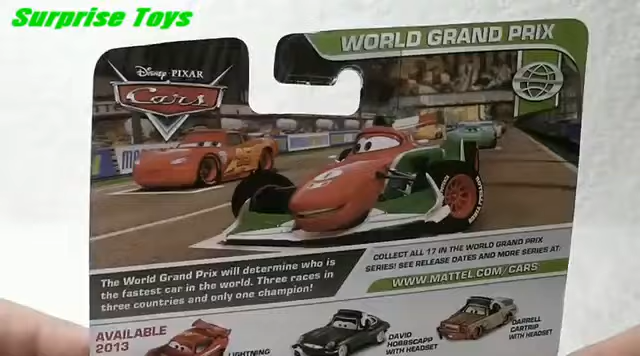 Surprise Toys
WORLD GRAND PRIX
Disney · PIXAR
Cars
The World Grand Prix will determine who is
the fastest car in the world. Three races in
three countries and only one champion!
COLLECT ALL 17 IN THE WORLD GRAND PRIX
SERIES! SEE RELEASE DATES AND MORE SERIES AT:
WWW.MATTEL.COM/CARS
AVAILABLE
2013
LIGHTNING
DAVID
HOBBSCAPP
WITH HEADSET
DARRELL
CARTRIP
WITH HEADSET